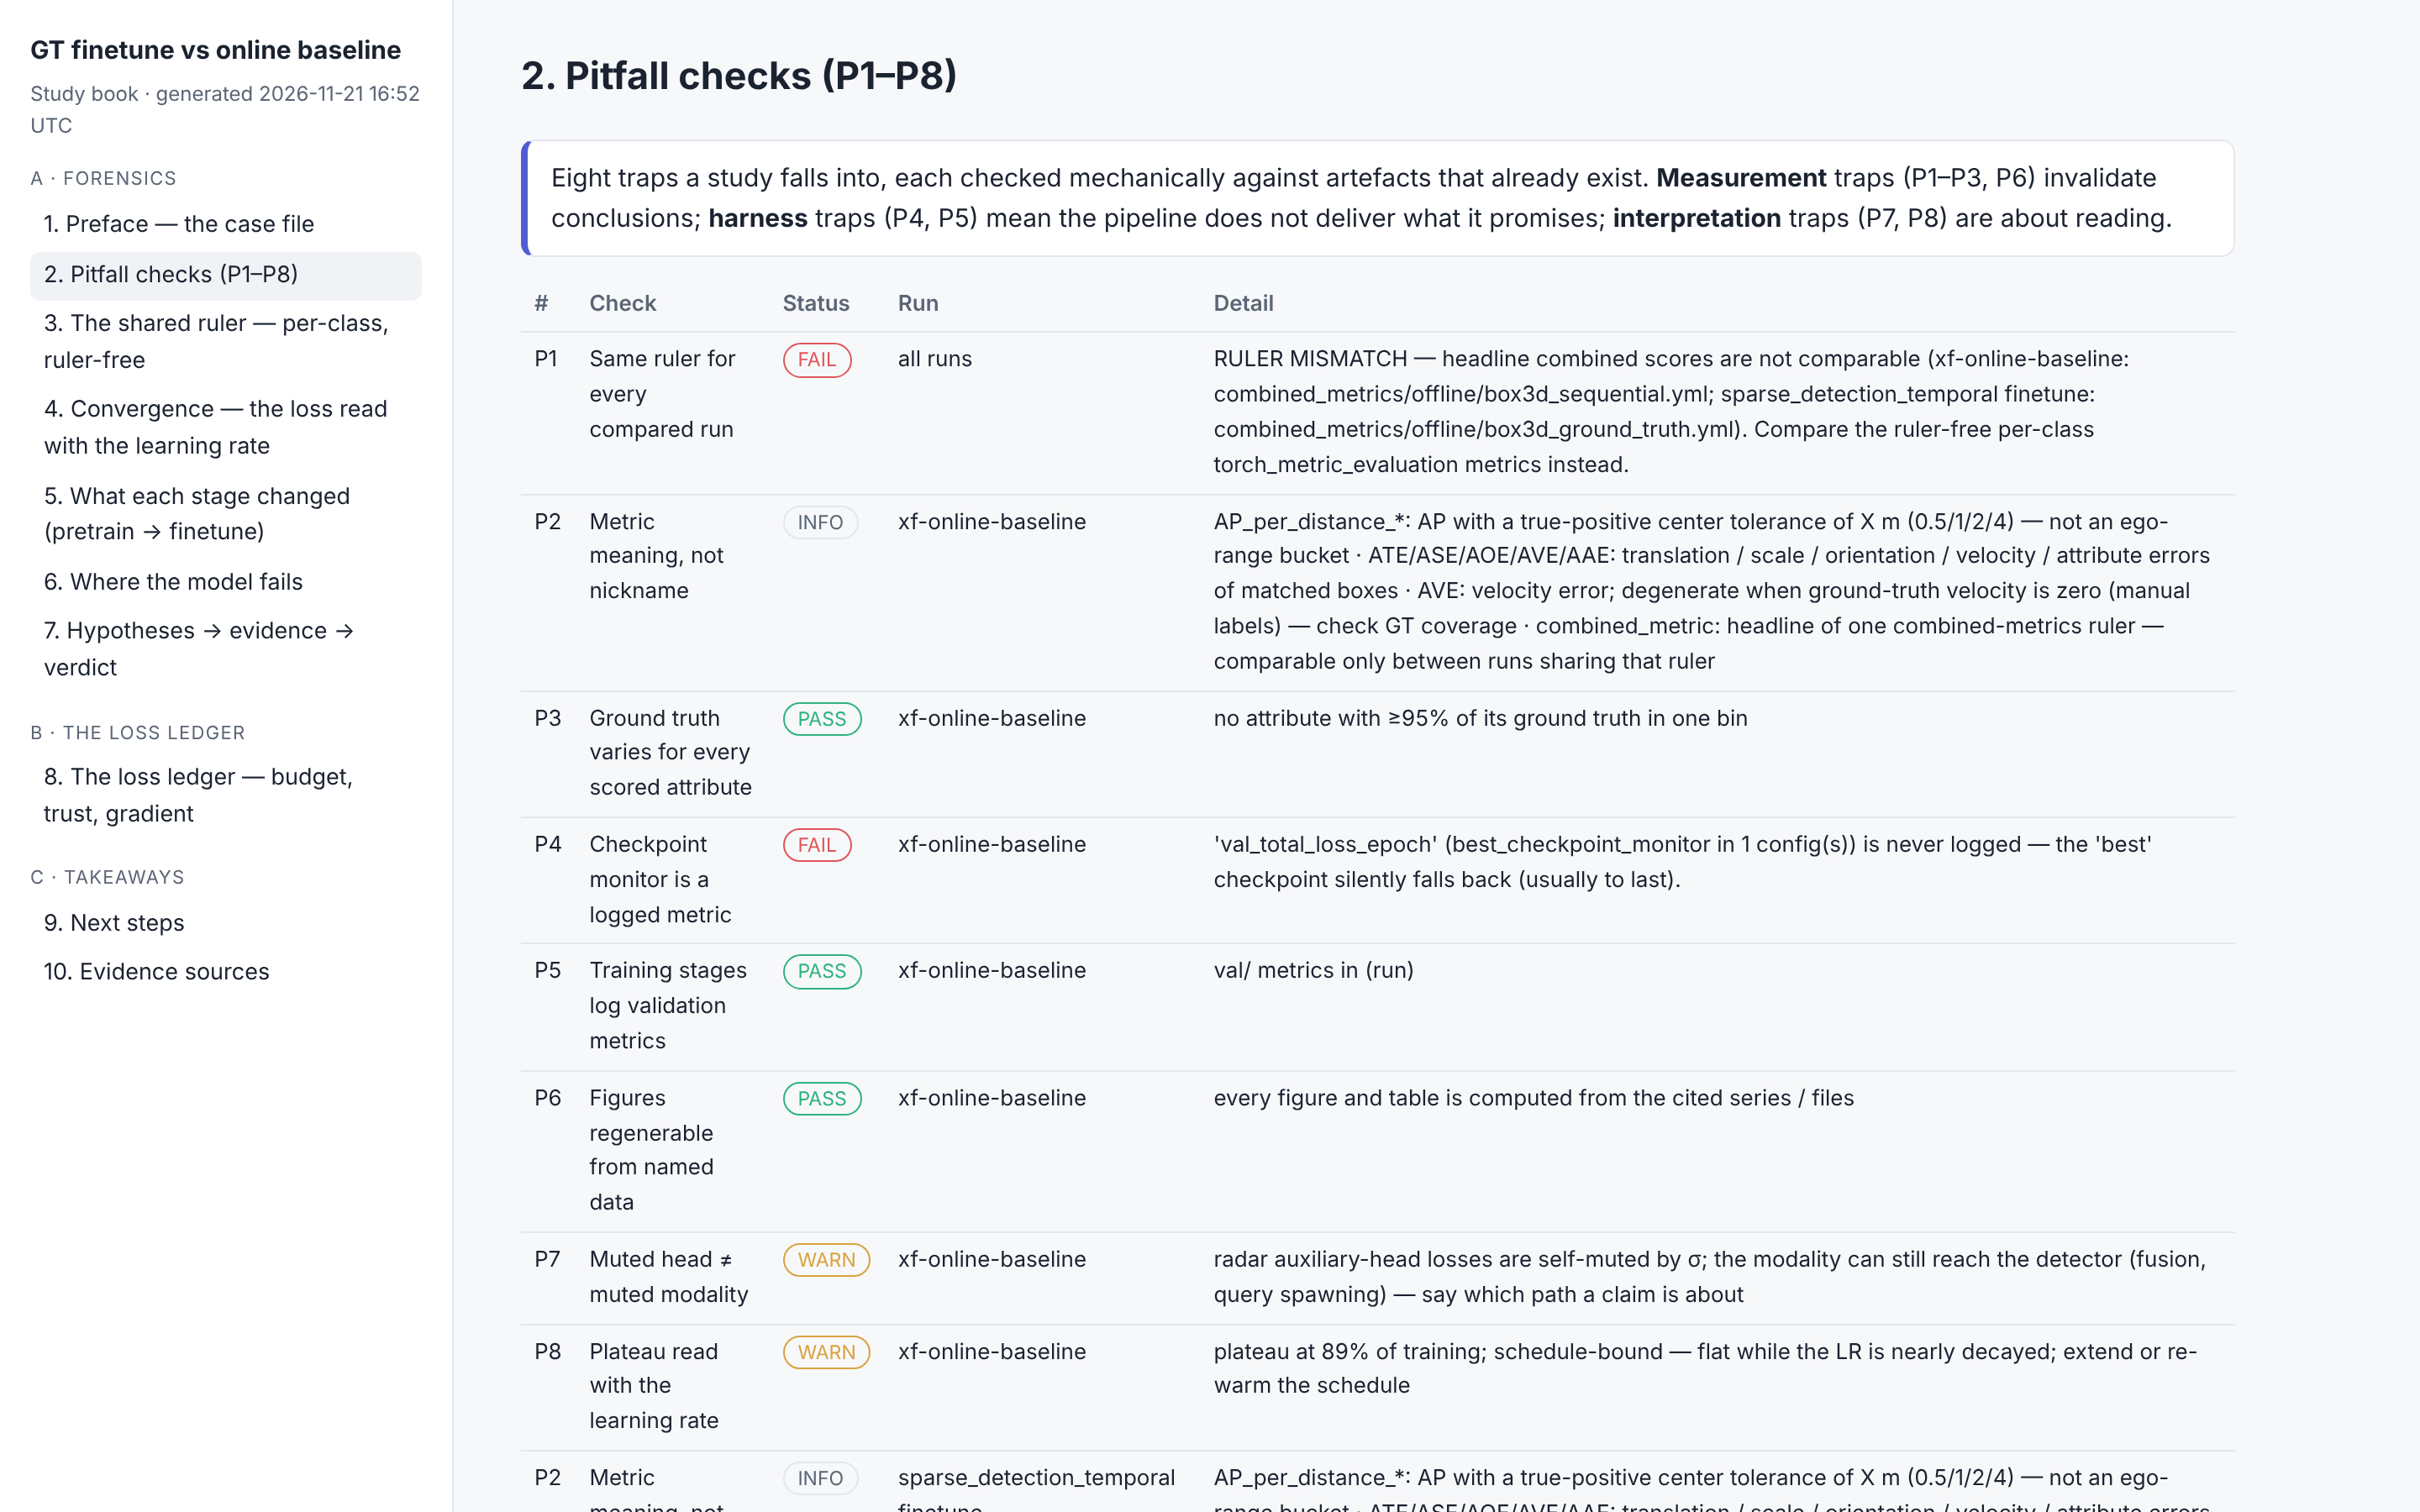 GT finetune vs online baseline
Study book · generated 2026-11-21 16:52
UTC
A · FORENSICS
1. Preface — the case file
2. Pitfall checks (P1–P8)
3. The shared ruler — per-class,
ruler-free
4. Convergence — the loss read
with the learning rate
5. What each stage changed
(pretrain → finetune)
6. Where the model fails
7. Hypotheses → evidence →
verdict
B · THE LOSS LEDGER
8. The loss ledger — budget,
trust, gradient
C · TAKEAWAYS
9. Next steps
10. Evidence sources
2. Pitfall checks (P1–P8)
Eight traps a study falls into, each checked mechanically against artefacts that already exist. Measurement traps (P1–P3, P6) invalidate
conclusions; harness traps (P4, P5) mean the pipeline does not deliver what it promises; interpretation traps (P7, P8) are about reading.
# Check Status Run Detail
P1 Same ruler for FAIL all runs RULER MISMATCH — headline combined scores are not comparable (xf-online-baseline:
every combined_metrics/offline/box3d_sequential.yml; sparse_detection_temporal finetune:
compared run combined_metrics/offline/box3d_ground_truth.yml). Compare the ruler-free per-class
torch_metric_evaluation metrics instead.
P2 Metric INFO xf-online-baseline AP_per_distance_*: AP with a true-positive center tolerance of X m (0.5/1/2/4) — not an ego-
meaning, not range bucket · ATE/ASE/AOE/AVE/AAE: translation / scale / orientation / velocity / attribute errors
nickname of matched boxes · AVE: velocity error; degenerate when ground-truth velocity is zero (manual
labels) — check GT coverage · combined_metric: headline of one combined-metrics ruler —
comparable only between runs sharing that ruler
P3 Ground truth PASS xf-online-baseline no attribute with ≥95% of its ground truth in one bin
varies for every
scored attribute
P4 Checkpoint FAIL xf-online-baseline 'val_total_loss_epoch' (best_checkpoint_monitor in 1 config(s)) is never logged — the 'best'
monitor is a checkpoint silently falls back (usually to last).
logged metric
P5 Training stages PASS xf-online-baseline val/ metrics in (run)
log validation
metrics
P6 Figures PASS xf-online-baseline every figure and table is computed from the cited series / files
regenerable
from named
data
P7 Muted head ≠ WARN xf-online-baseline radar auxiliary-head losses are self-muted by σ; the modality can still reach the detector (fusion,
muted modality query spawning) — say which path a claim is about
P8 Plateau read WARN xf-online-baseline plateau at 89% of training; schedule-bound — flat while the LR is nearly decayed; extend or re-
with the warm the schedule
learning rate
P2 Metric INFO sparse_detection_temporal AP_per_distance_*: AP with a true-positive center tolerance of X m (0.5/1/2/4) — not an ego-
meaning, not finetune range bucket · ATE/ASE/AOE/AVE/AAE: translation / scale / orientation / velocity / attribute errors